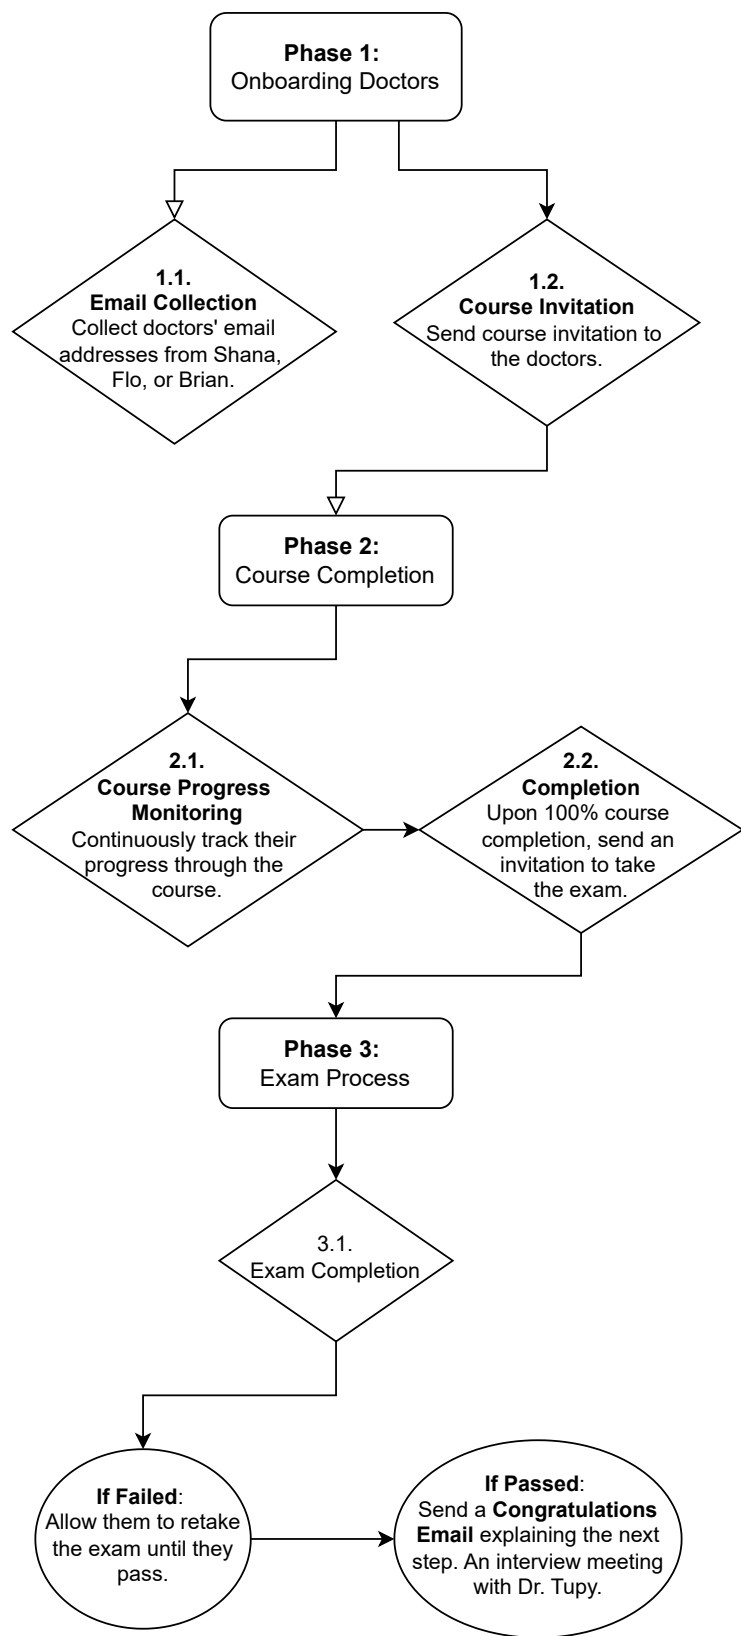 Phase 1:
Onboarding Doctors
1.1.
Email Collection
Collect doctors' email
addresses from Shana,
Flo, or Brian.
1.2.
Course Invitation
Send course invitation to
the doctors.
Phase 2:
Course Completion
2.1.
Course Progress
Monitoring
Continuously track their
progress through the
course.
2.2.
Completion
Upon 100% course
completion, send an
invitation to take
the exam.
Phase 3:
Exam Process
3.1.
Exam Completion
If Failed:
Allow them to retake
the exam until they
pass.
If Passed:
Send a Congratulations
Email explaining the next
step. An interview meeting
with Dr. Tupy.